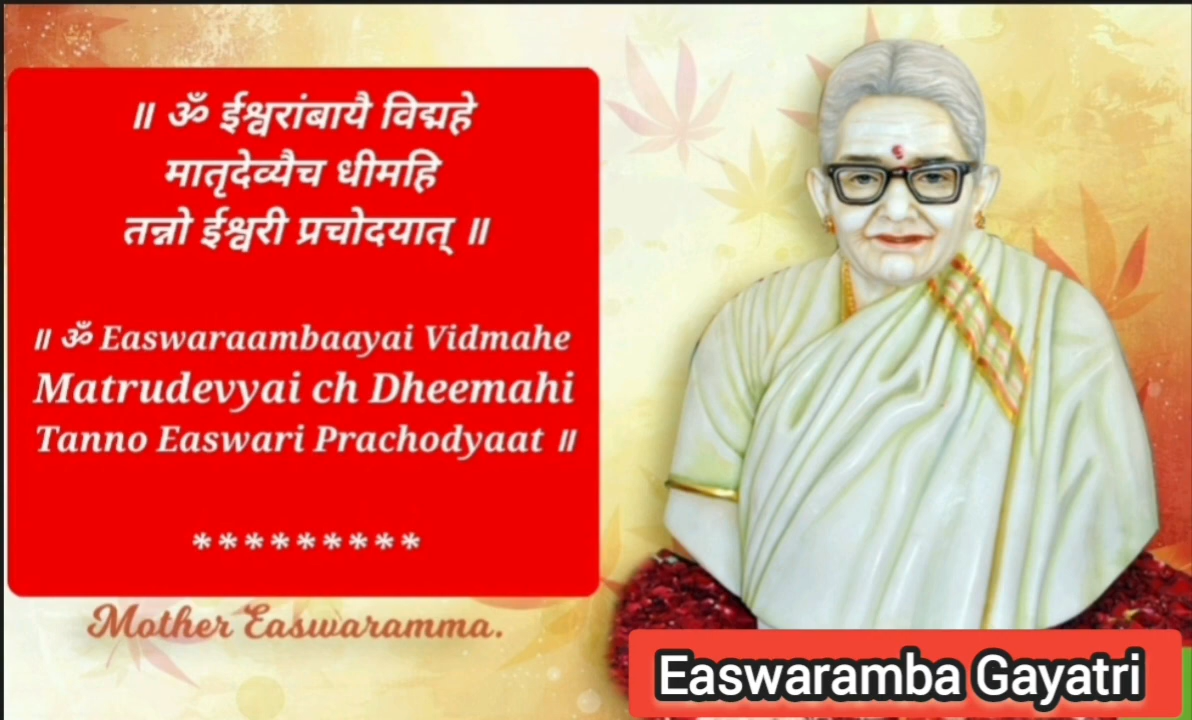 ॥ ॐ ईश्वरांबायै विद्महे
मातृदेव्यैच धीमहि
तन्नो ईश्वरी प्रचोदयात् ॥
॥ ॐ Easwaraambaayai Vidmahe
Matrudevyai ch Dheemahi
Tanno Easwari Prachodyaat ॥
*********
Mother Easwaramma.
Easwaramba Gayatri